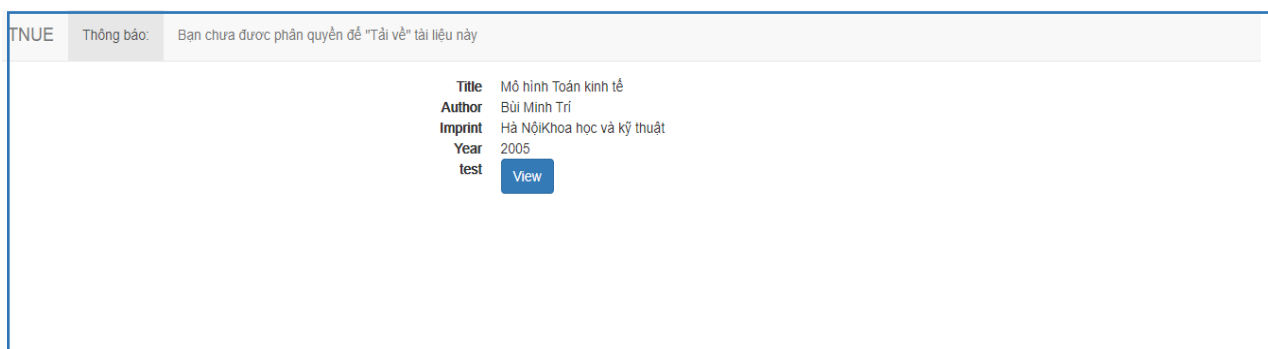 TNUE Thông báo: Bạn chưa đươc phân quyền để "Tải về" tài liệu này
Title Mô hình Toán kinh tế
Author Bùi Minh Trí
Imprint Hà NộiKhoa học và kỹ thuật
Year 2005
test View